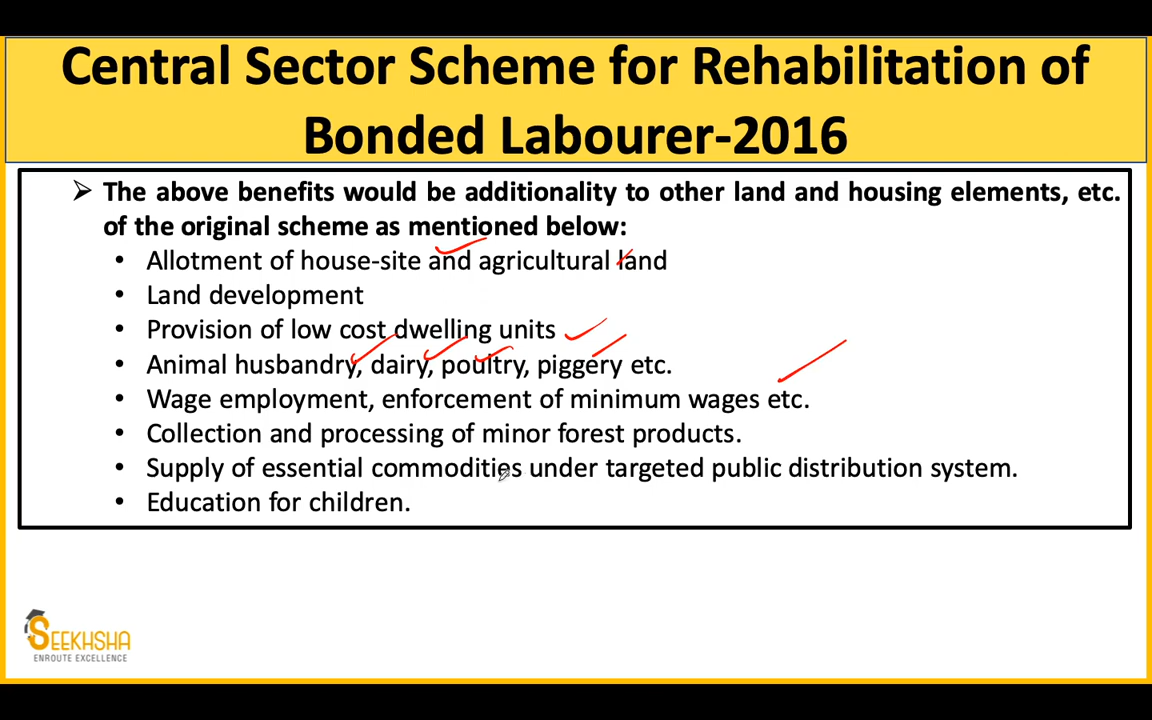 Central Sector Scheme for Rehabilitation of
Bonded Labourer-2016
➢ The above benefits would be additionality to other land and housing elements, etc.
of the original scheme as mentioned below:
• Allotment of house-site and agricultural land
• Land development
• Provision of low cost dwelling units
• Animal husbandry, dairy, poultry, piggery etc.
• Wage employment, enforcement of minimum wages etc.
• Collection and processing of minor forest products.
• Supply of essential commodities under targeted public distribution system.
• Education for children.
SEEKHSHA
ENROUTE EXCELLENCE